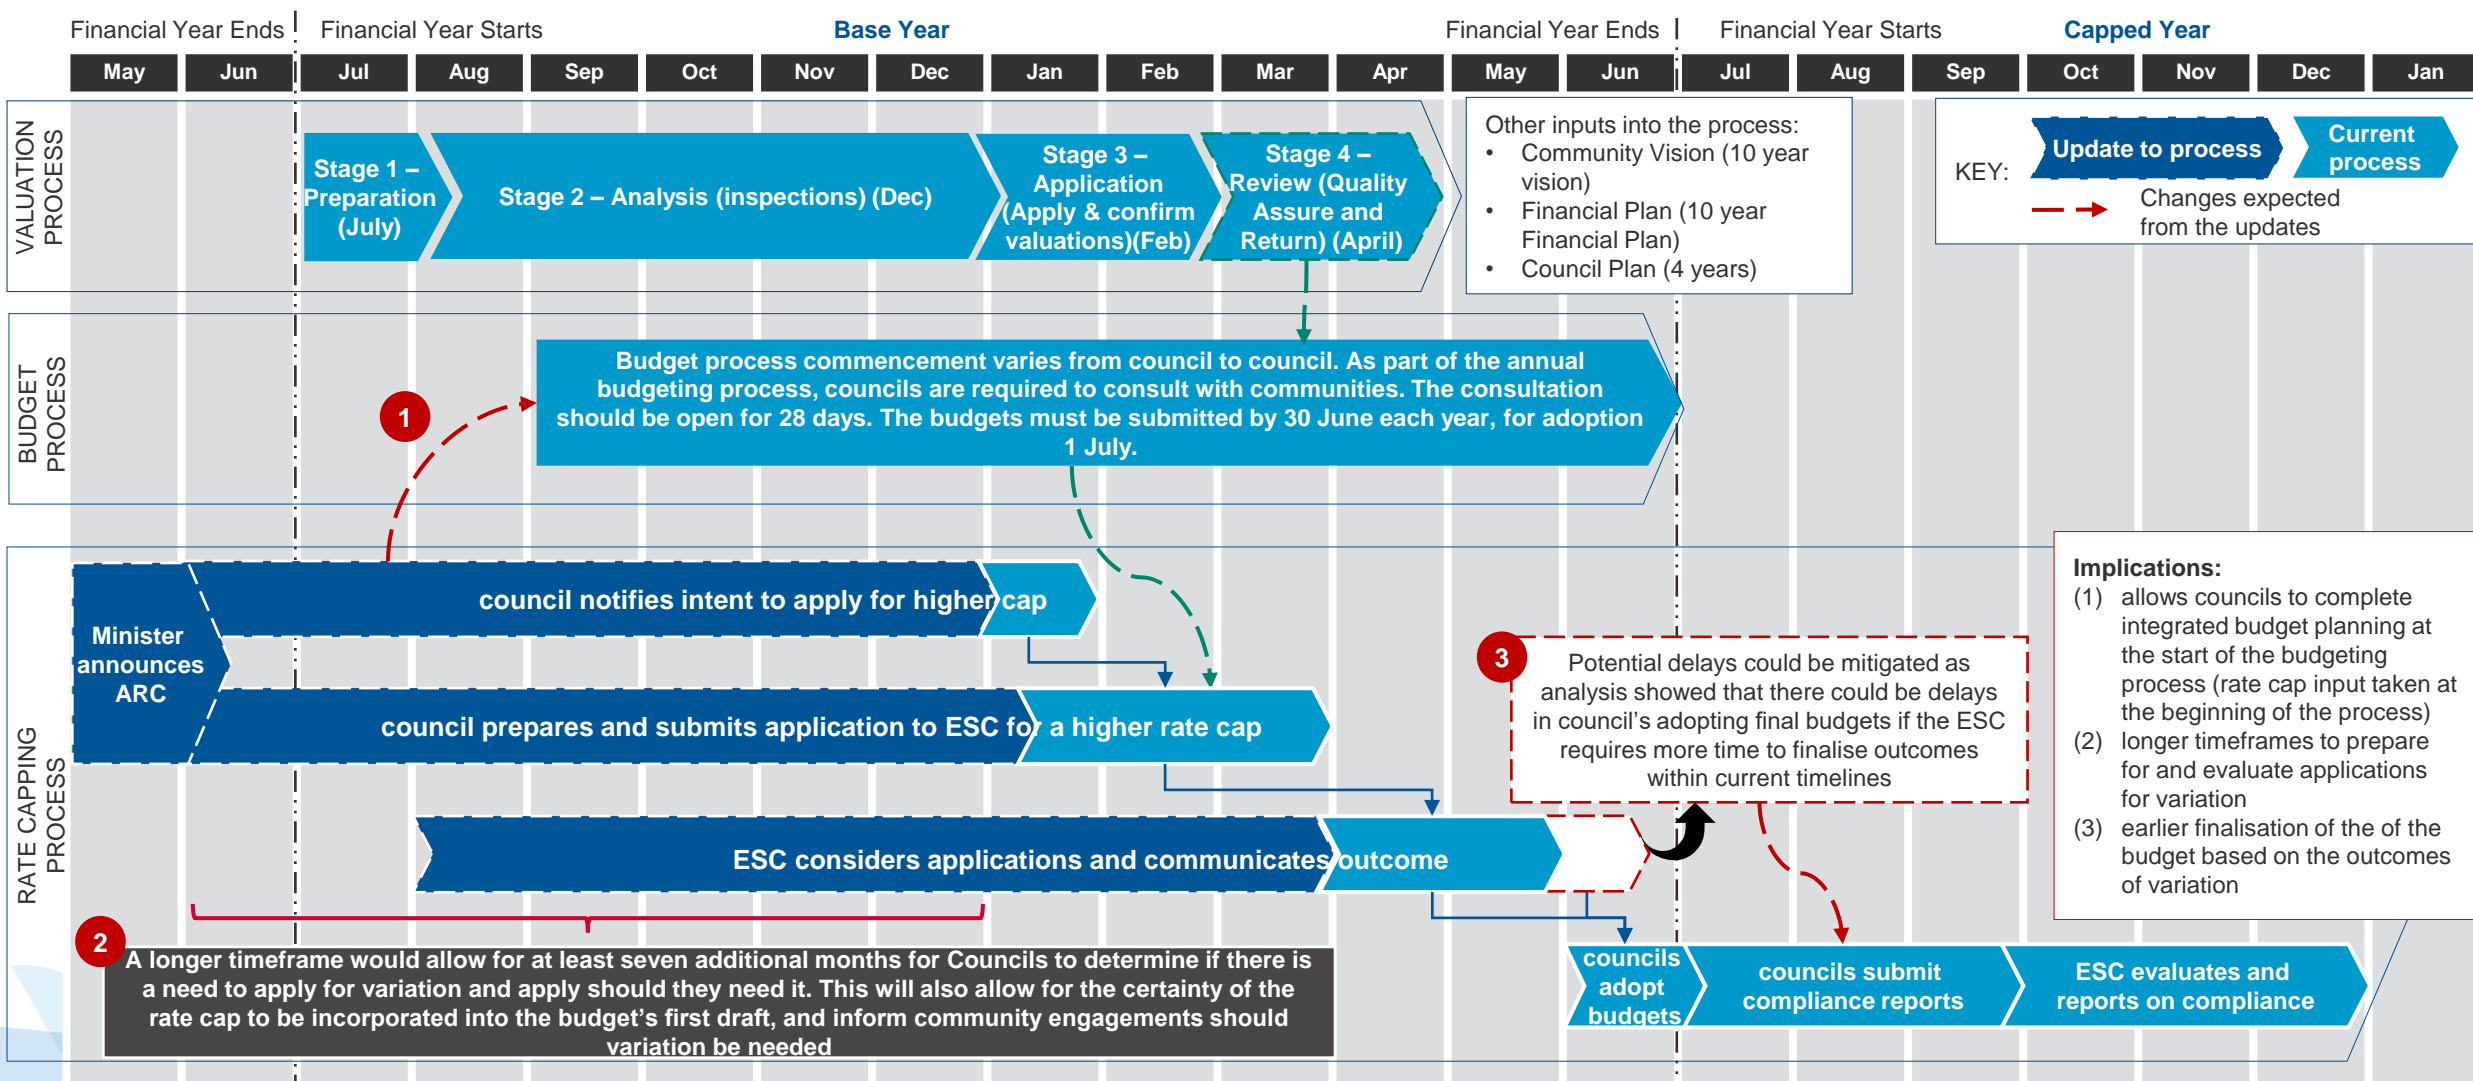 Financial Year Ends
Financial Year Starts
Base Year
Financial Year Ends
Financial Year Starts
Capped Year
May Jun Jul Aug Sep Oct Nov Dec Jan Feb Mar Apr May Jun Jul Aug Sep Oct Nov Dec Jan
VALUATION
PROCESS
Stage 1 –
Preparation
(July)
Stage 2 – Analysis (inspections) (Dec)
Stage 3 –
Application
(Apply & confirm
valuations)(Feb)
Stage 4 –
Review (Quality
Assure and
Return) (April)
Other inputs into the process:
• Community Vision (10 year
vision)
• Financial Plan (10 year
Financial Plan)
• Council Plan (4 years)
KEY:
Update to process
Current
process
Changes expected
from the updates
BUDGET
PROCESS
1
Budget process commencement varies from council to council. As part of the annual
budgeting process, councils are required to consult with communities. The consultation
should be open for 28 days. The budgets must be submitted by 30 June each year, for adoption
1 July.
RATE CAPPING
PROCESS
Minister
announces
ARC
council notifies intent to apply for higher cap
council prepares and submits application to ESC for a higher rate cap
ESC considers applications and communicates outcome
3
Potential delays could be mitigated as
analysis showed that there could be delays
in council's adopting final budgets if the ESC
requires more time to finalise outcomes
within current timelines
Implications:
(1) allows councils to complete
integrated budget planning at
the start of the budgeting
process (rate cap input taken at
the beginning of the process)
(2) longer timeframes to prepare
for and evaluate applications
for variation
(3) earlier finalisation of the of the
budget based on the outcomes
of variation
2
A longer timeframe would allow for at least seven additional months for Councils to determine if there is
a need to apply for variation and apply should they need it. This will also allow for the certainty of the
rate cap to be incorporated into the budget's first draft, and inform community engagements should
variation be needed
councils
adopt
budgets
councils submit
compliance reports
ESC evaluates and
reports on compliance